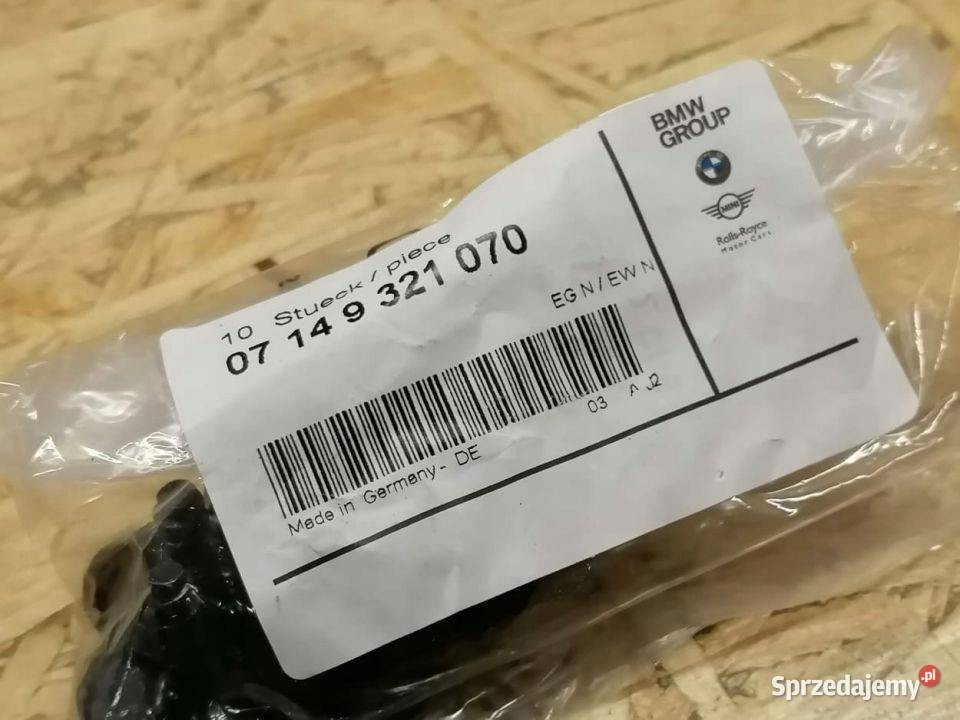 BMW
GROUP
MINI
Rolls-Royce
Motor Cars
10 Stueck / piece
07 14 9 321 070
EG N / EW N
03 A J2
Made in Germany - DE
Sprzedajemy.pl